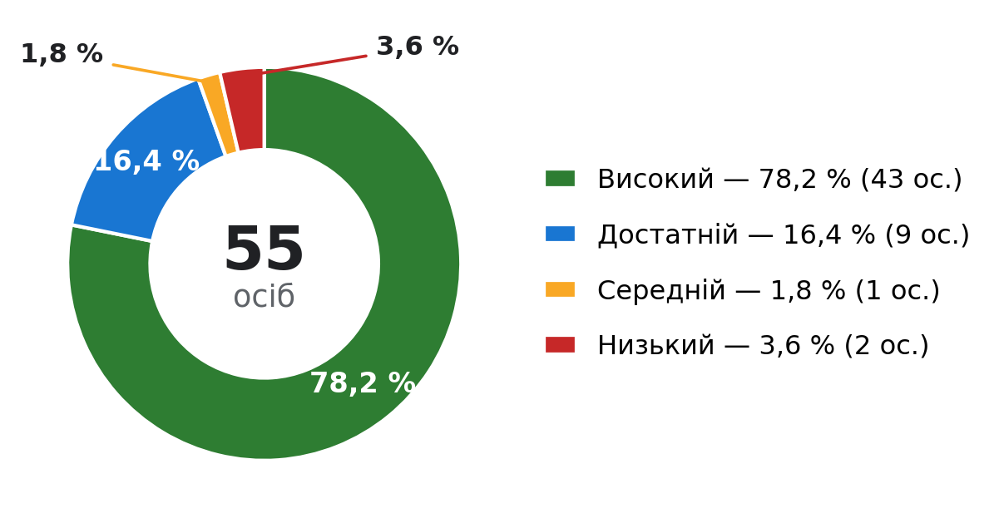 1,8 %
3,6 %
16,4 %
55
осіб
78,2 %
Високий — 78,2 % (43 ос.)
Достатній — 16,4 % (9 ос.)
Середній — 1,8 % (1 ос.)
Низький — 3,6 % (2 ос.)